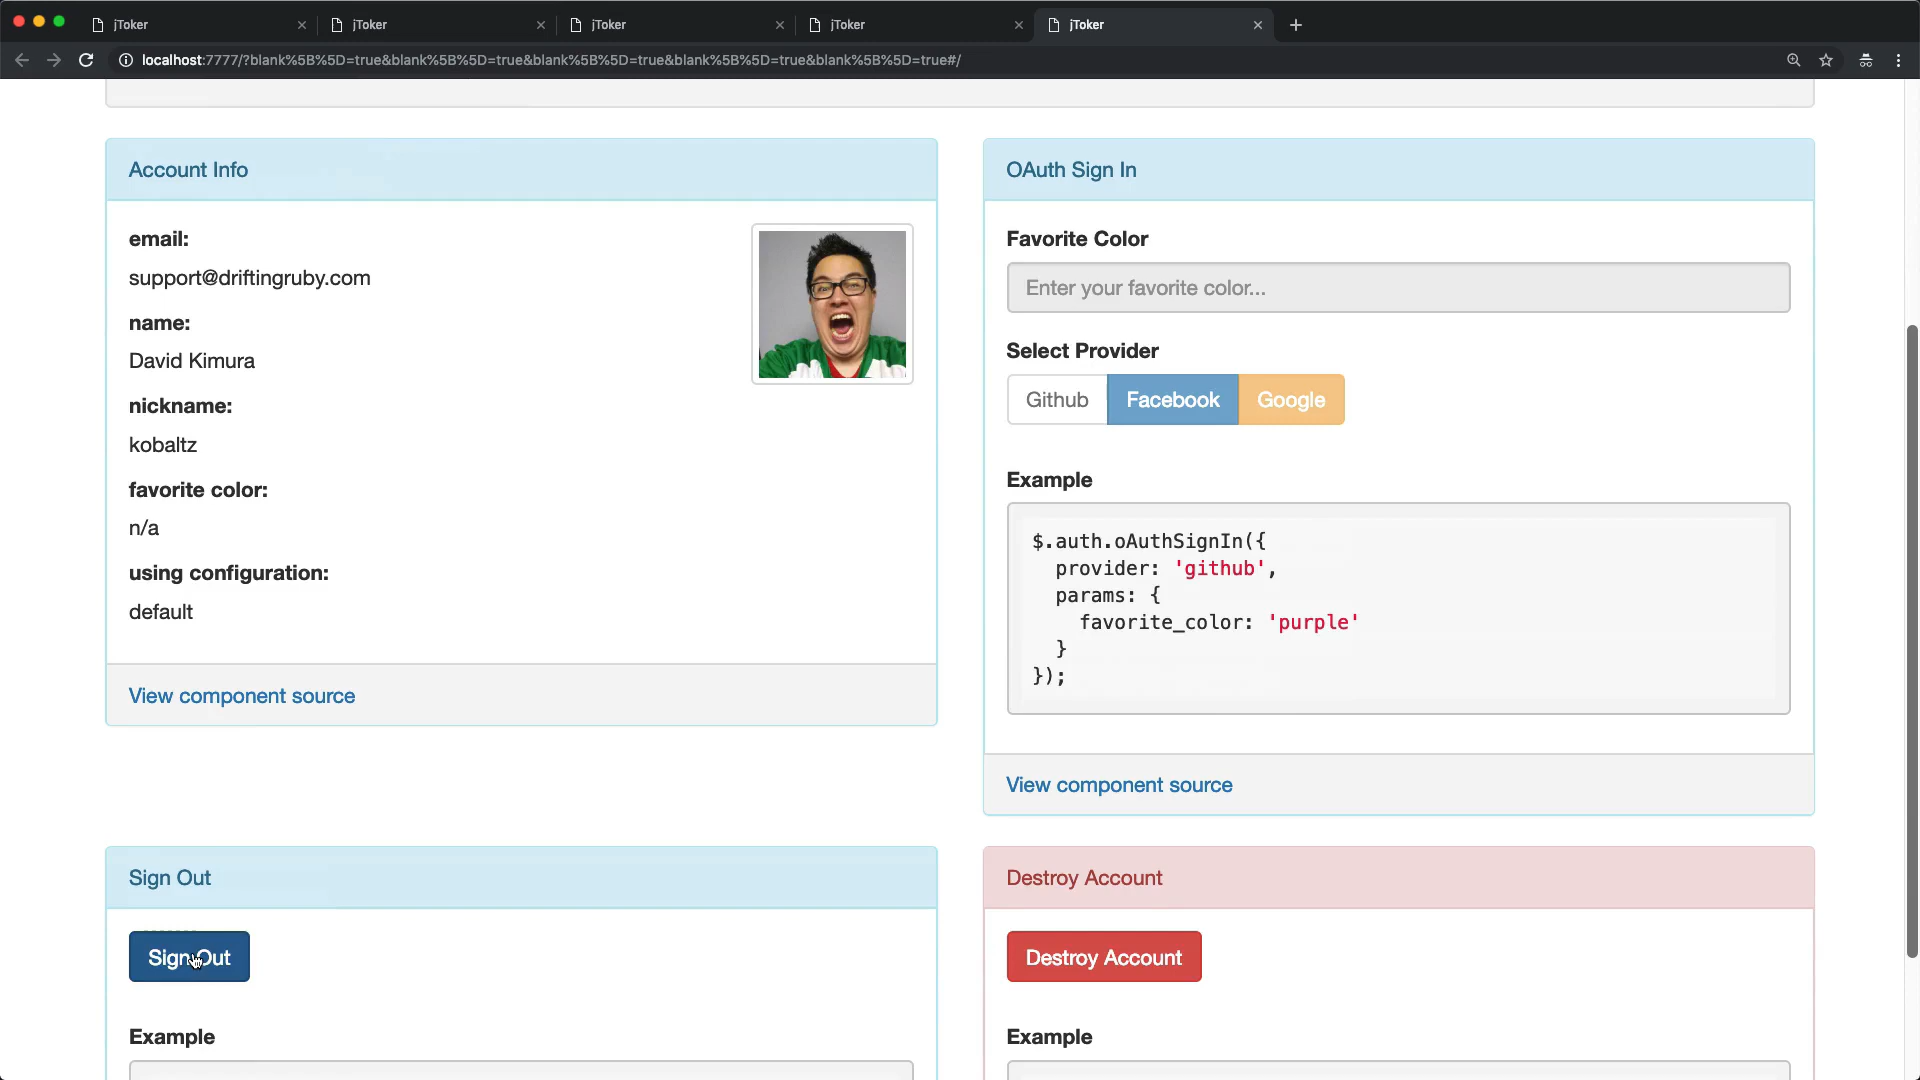 jToker
jToker
jToker
jToker
jToker
localhost:7777/?blank%5B%5D=true&blank%5B%5D=true&blank%5B%5D=true&blank%5B%5D=true&blank%5B%5D=true#/
Account Info
email:
support@driftingruby.com
name:
David Kimura
nickname:
kobaltz
favorite color:
n/a
using configuration:
default
View component source
OAuth Sign In
Favorite Color
Enter your favorite color...
Select Provider
Github Facebook Google
Example
$.auth.oAuthSignIn({
  provider: 'github',
  params: {
    favorite_color: 'purple'
  }
});
View component source
Sign Out
Sign Out
Example
Destroy Account
Destroy Account
Example